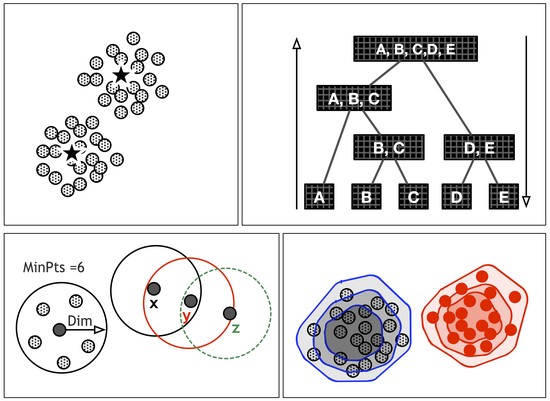 A, B, C,D, E
A, B, C
B, C
D, E
A
B
C
D
E
MinPts =6
Dim
x
y
z